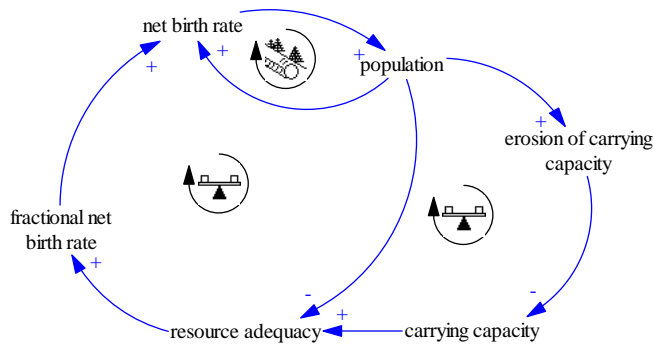 net birth rate
+
+
+
+
population
+
erosion of carrying
capacity
fractional net
birth rate
+
-
-
+
resource adequacy
carrying capacity